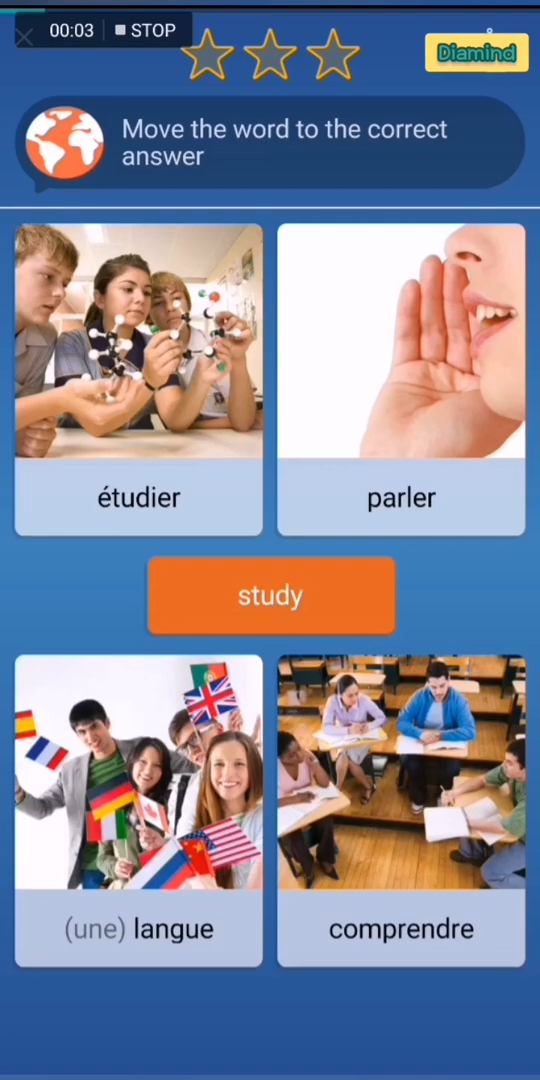 00:03 STOP
Diamind
Move the word to the correct
answer
étudier
parler
study
(une) langue
comprendre